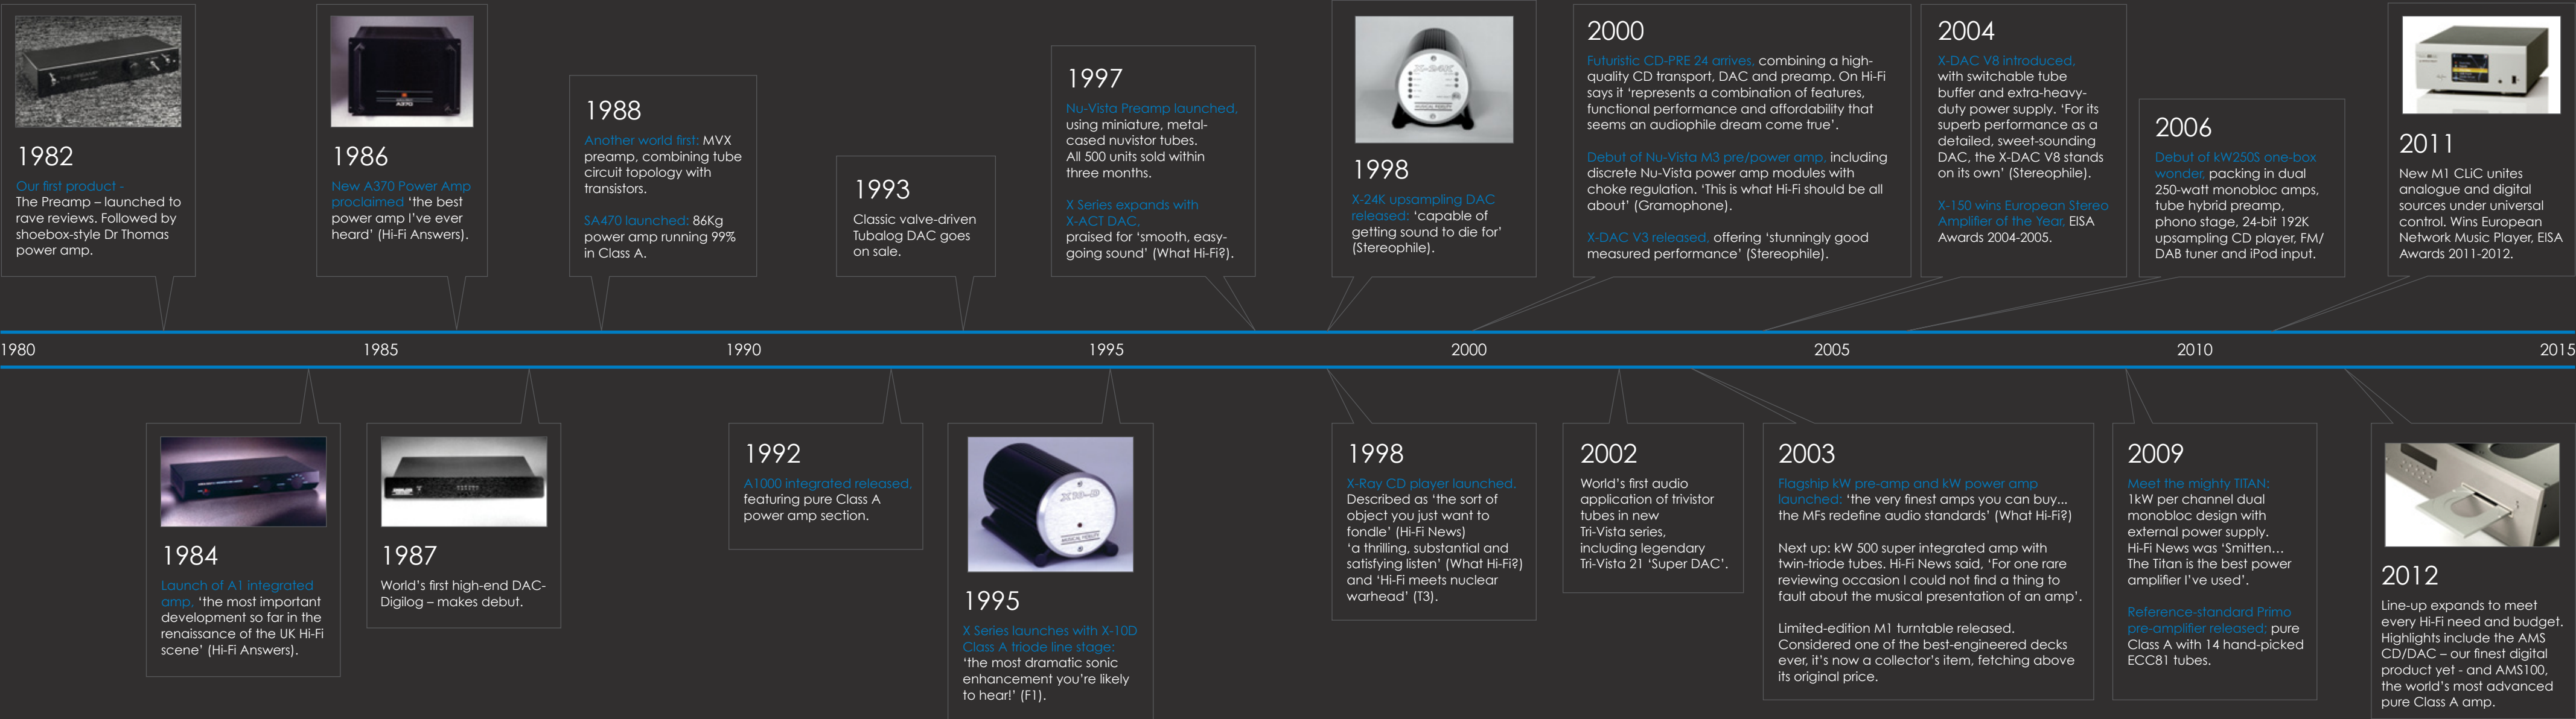 THE PREAMP
1982
Our first product -
The Preamp – launched to
rave reviews. Followed by
shoebox-style Dr Thomas
power amp.
A370
1986
New A370 Power Amp
proclaimed ‘the best
power amp I’ve ever
heard’ (Hi-Fi Answers).
1988
Another world first: MVX
preamp, combining tube
circuit topology with
transistors.
SA470 launched: 86Kg
power amp running 99%
in Class A.
1993
Classic valve-driven
Tubalog DAC goes
on sale.
1997
Nu-Vista Preamp launched,
using miniature, metal-
cased nuvistor tubes.
All 500 units sold within
three months.
X Series expands with
X-ACT DAC,
praised for ‘smooth, easy-
going sound’ (What Hi-Fi?).
X-24K
MUSICAL FIDELITY
1998
X-24K upsampling DAC
released: ‘capable of
getting sound to die for’
(Stereophile).
2000
Futuristic CD-PRE 24 arrives, combining a high-
quality CD transport, DAC and preamp. On Hi-Fi
says it ‘represents a combination of features,
functional performance and affordability that
seems an audiophile dream come true’.
Debut of Nu-Vista M3 pre/power amp, including
discrete Nu-Vista power amp modules with
choke regulation. ‘This is what Hi-Fi should be all
about’ (Gramophone).
X-DAC V3 released, offering ‘stunningly good
measured performance’ (Stereophile).
2004
X-DAC V8 introduced,
with switchable tube
buffer and extra-heavy-
duty power supply. ‘For its
superb performance as a
detailed, sweet-sounding
DAC, the X-DAC V8 stands
on its own’ (Stereophile).
X-150 wins European Stereo
Amplifier of the Year, EISA
Awards 2004-2005.
2006
Debut of kW250S one-box
wonder, packing in dual
250-watt monobloc amps,
tube hybrid preamp,
phono stage, 24-bit 192K
upsampling CD player, FM/
DAB tuner and iPod input.
2011
New M1 CLiC unites
analogue and digital
sources under universal
control. Wins European
Network Music Player, EISA
Awards 2011-2012.
1980 1985 1990 1995 2000 2005 2010 2015
1984
Launch of A1 integrated
amp, ‘the most important
development so far in the
renaissance of the UK Hi-Fi
scene’ (Hi-Fi Answers).
1987
World’s first high-end DAC-
Digilog – makes debut.
1992
A1000 integrated released,
featuring pure Class A
power amp section.
X10-D
MUSICAL FIDELITY
1995
X Series launches with X-10D
Class A triode line stage:
‘the most dramatic sonic
enhancement you’re likely
to hear!’ (F1).
1998
X-Ray CD player launched.
Described as ‘the sort of
object you just want to
fondle’ (Hi-Fi News)
‘a thrilling, substantial and
satisfying listen’ (What Hi-Fi?)
and ‘Hi-Fi meets nuclear
warhead’ (T3).
2002
World’s first audio
application of trivistor
tubes in new
Tri-Vista series,
including legendary
Tri-Vista 21 ‘Super DAC’.
2003
Flagship kW pre-amp and kW power amp
launched: ‘the very finest amps you can buy...
the MFs redefine audio standards’ (What Hi-Fi?)
Next up: kW 500 super integrated amp with
twin-triode tubes. Hi-Fi News said, ‘For one rare
reviewing occasion I could not find a thing to
fault about the musical presentation of an amp’.
Limited-edition M1 turntable released.
Considered one of the best-engineered decks
ever, it’s now a collector’s item, fetching above
its original price.
2009
Meet the mighty TITAN:
1kW per channel dual
monobloc design with
external power supply.
Hi-Fi News was ‘Smitten…
The Titan is the best power
amplifier I’ve used’.
Reference-standard Primo
pre-amplifier released; pure
Class A with 14 hand-picked
ECC81 tubes.
2012
Line-up expands to meet
every Hi-Fi need and budget.
Highlights include the AMS
CD/DAC – our finest digital
product yet - and AMS100,
the world’s most advanced
pure Class A amp.